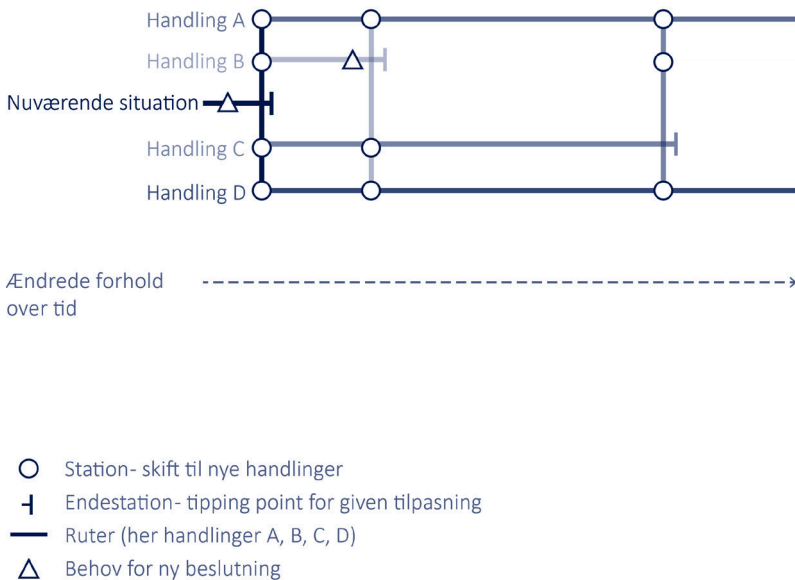 Handling A
Handling B
Nuværende situation
Handling C
Handling D
Ændrede forhold
over tid
Station- skift til nye handlinger
Endestation- tipping point for given tilpasning
Ruter (her handlinger A, B, C, D)
Behov for ny beslutning